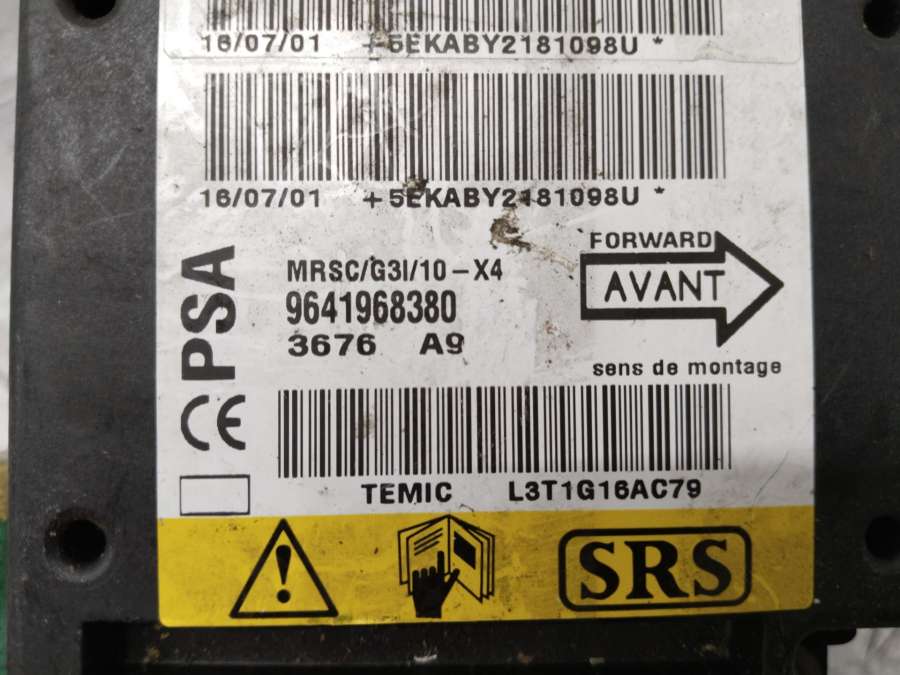 16/07/01 +5EKABY2181098U *
16/07/01 +5EKABY2181098U *
FORWARD
AVANT
MRSC/G3I/10-X4
9641968380
3676 A9
sens de montage
PSA
CE
TEMIC L3T1G16AC79
SRS